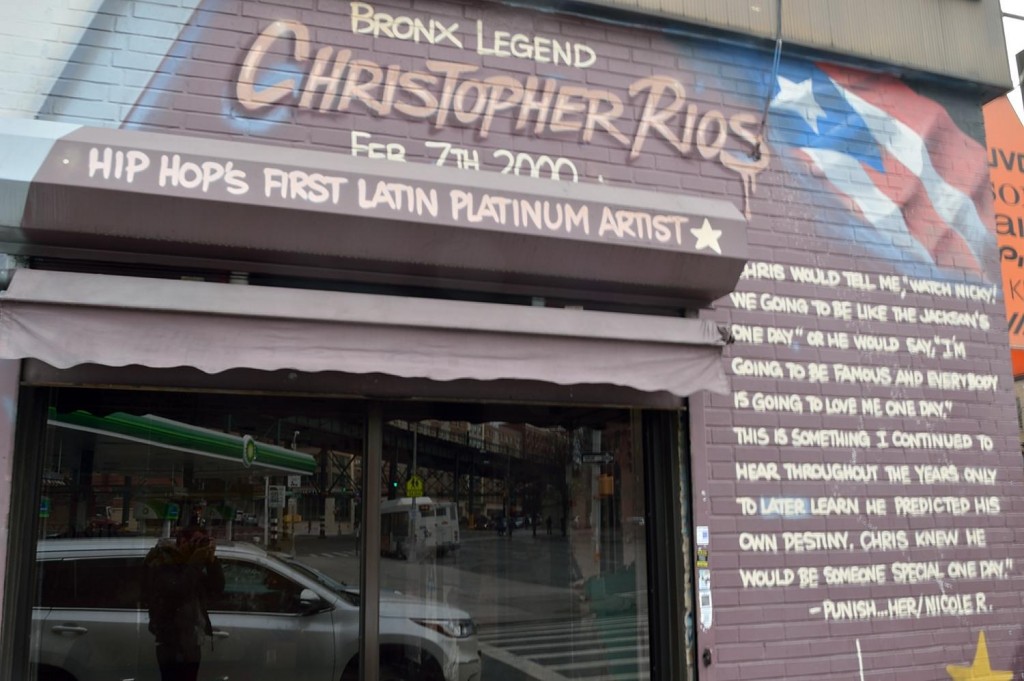 BRONX LEGEND
CHRISTOPHER RIOS
FEB 7TH 2000
HIP HOP'S FIRST LATIN PLATINUM ARTIST
CHRIS WOULD TELL ME, "WATCH NICKY!
WE GOING TO BE LIKE THE JACKSON'S
ONE DAY." OR HE WOULD SAY, "I'M
GOING TO BE FAMOUS AND EVERYBODY
IS GOING TO LOVE ME ONE DAY."
THIS IS SOMETHING I CONTINUED TO
HEAR THROUGHOUT THE YEARS ONLY
TO LATER LEARN HE PREDICTED HIS
OWN DESTINY. CHRIS KNEW HE
WOULD BE SOMEONE SPECIAL ONE DAY."
-PUNISH...HER/NICOLE R.